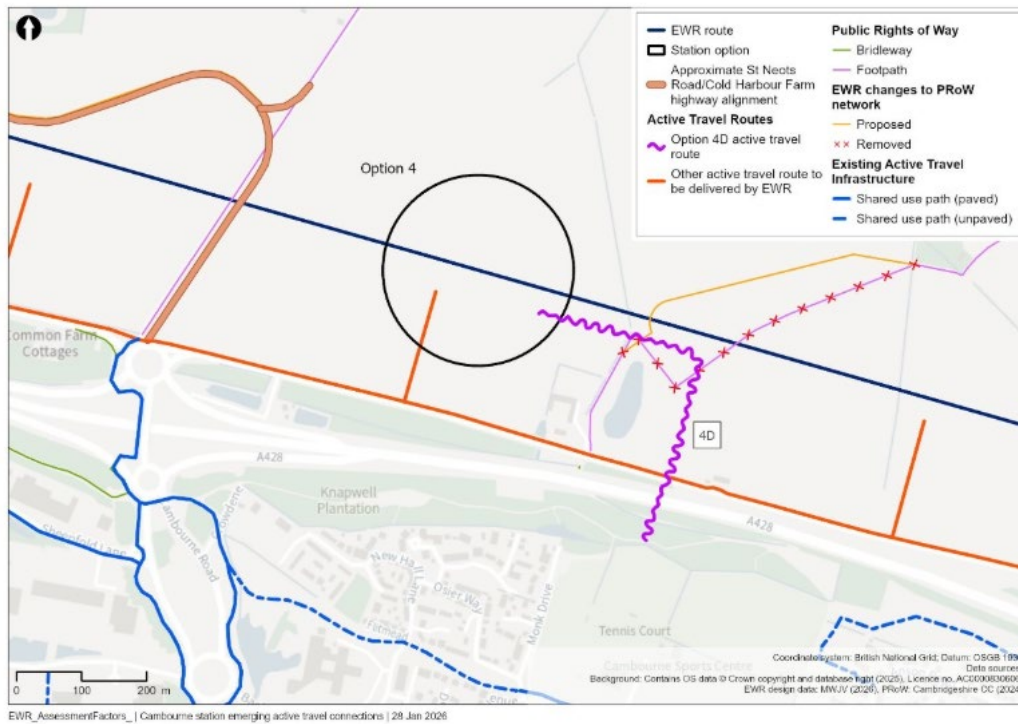 EWR route
Station option
Approximate St Neots
Road/Cold Harbour Farm
highway alignment
Active Travel Routes
Option 4D active travel
route
Other active travel route to
be delivered by EWR
Public Rights of Way
Bridleway
Footpath
EWR changes to PRoW
network
Proposed
Removed
Existing Active Travel
Infrastructure
Shared use path (paved)
Shared use path (unpaved)
Option 4
Common Farm
Cottages
4D
A428
A428
Knapwell
Plantation
Sheepfold Lane
Cambourne Road
New Hall Lane
Osier Way
Monk Drive
Tennis Court
Cambourne Sports Centre
0 100 200 m
Coordinate system: British National Grid; Datum: OSGB
Data sources:
Background: Contains OS data © Crown copyright and database right (2025), Licence no.
EWR design data: MWJV (2026), PRoW: Cambridgeshire CC (2024
EWR_AssessmentFactors_ | Cambourne station emerging active travel connections | 28 Jan 2026